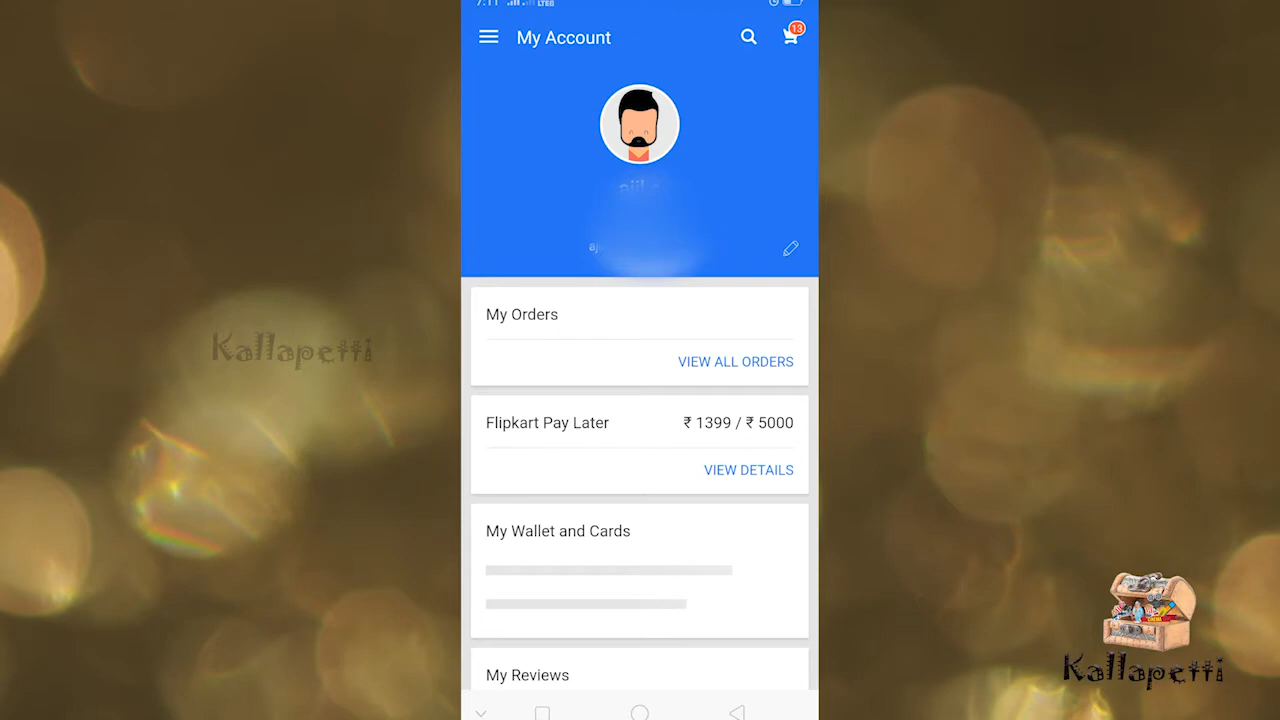 My Account
13
My Orders
VIEW ALL ORDERS
Flipkart Pay Later
₹ 1399 / ₹ 5000
VIEW DETAILS
My Wallet and Cards
My Reviews
Kallapetti
Kallapetti